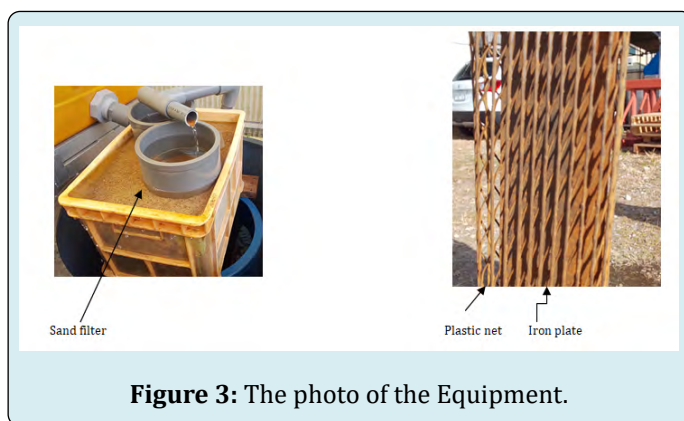 Sand filter
Plastic net Iron plate
Figure 3: The photo of the Equipment.